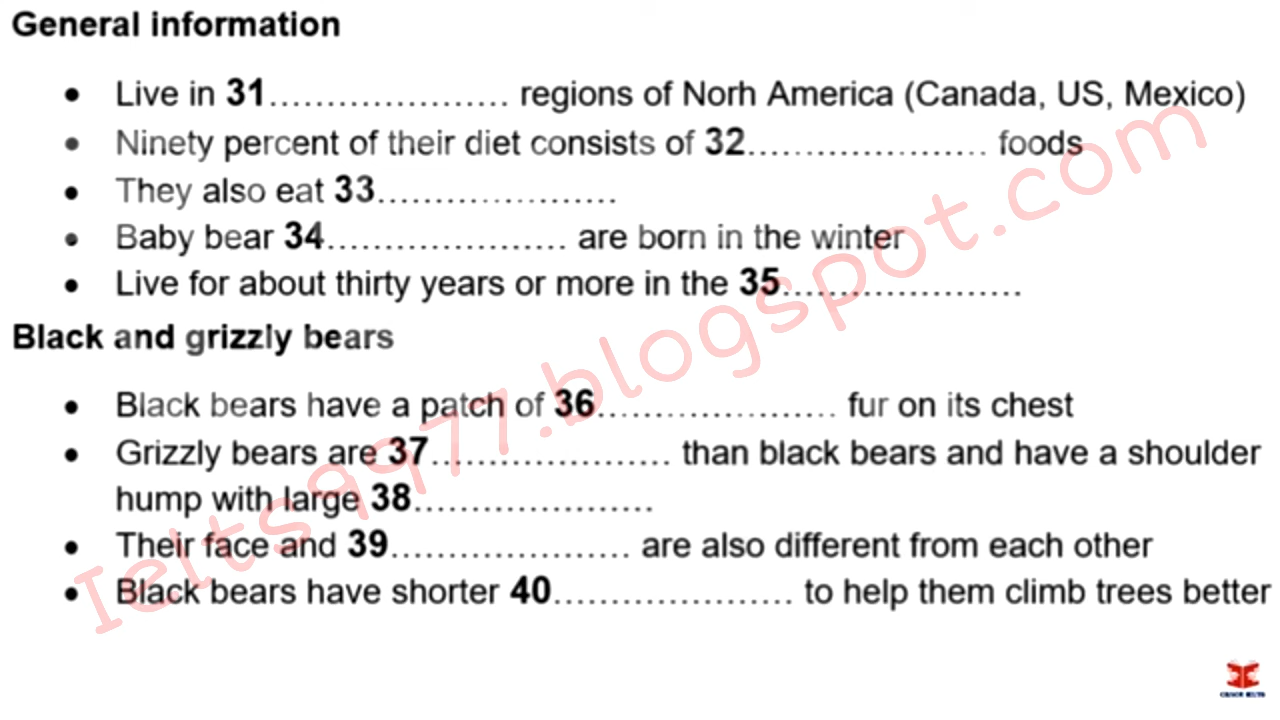 General information
• Live in 31..................... regions of Norh America (Canada, US, Mexico)
• Ninety percent of their diet consists of 32..................... foods
• They also eat 33.....................
• Baby bear 34..................... are born in the winter
• Live for about thirty years or more in the 35.....................
Black and grizzly bears
• Black bears have a patch of 36..................... fur on its chest
• Grizzly bears are 37..................... than black bears and have a shoulder
hump with large 38.....................
• Their face and 39..................... are also different from each other
• Black bears have shorter 40..................... to help them climb trees better
Ielts9977.blogspot.com